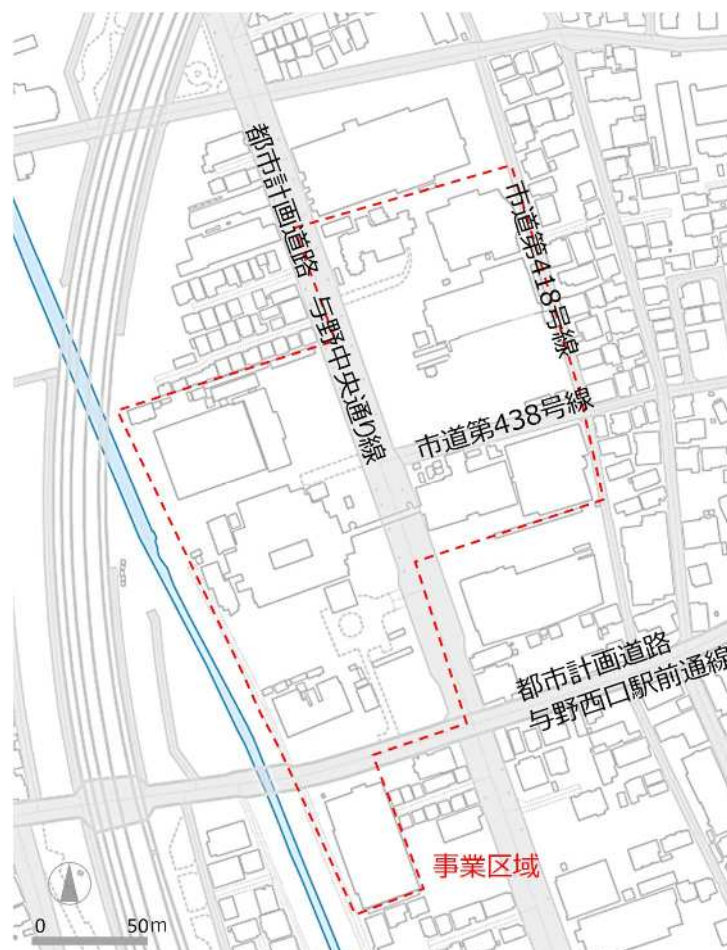 都市計画道路　与野中央通り線
市道第418号線
市道第438号線
都市計画道路
与野西口駅前通線
事業区域
0 50m